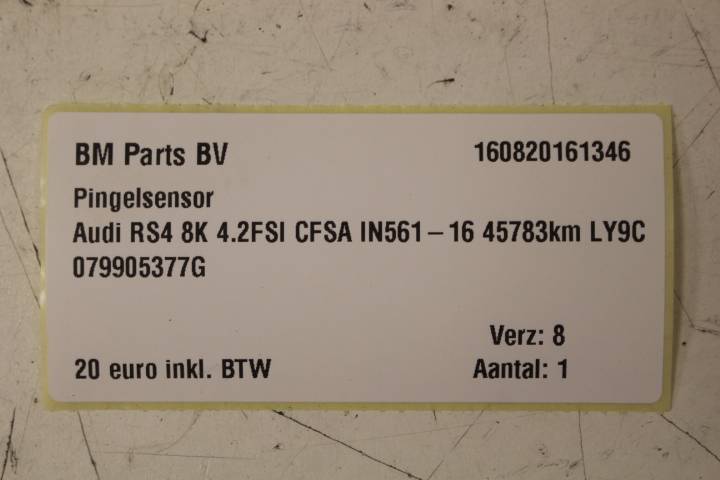 BM Parts BV 160820161346
Pingelsensor
Audi RS4 8K 4.2FSI CFSA IN561-16 45783km LY9C
079905377G
Verz: 8
20 euro inkl. BTW Aantal: 1